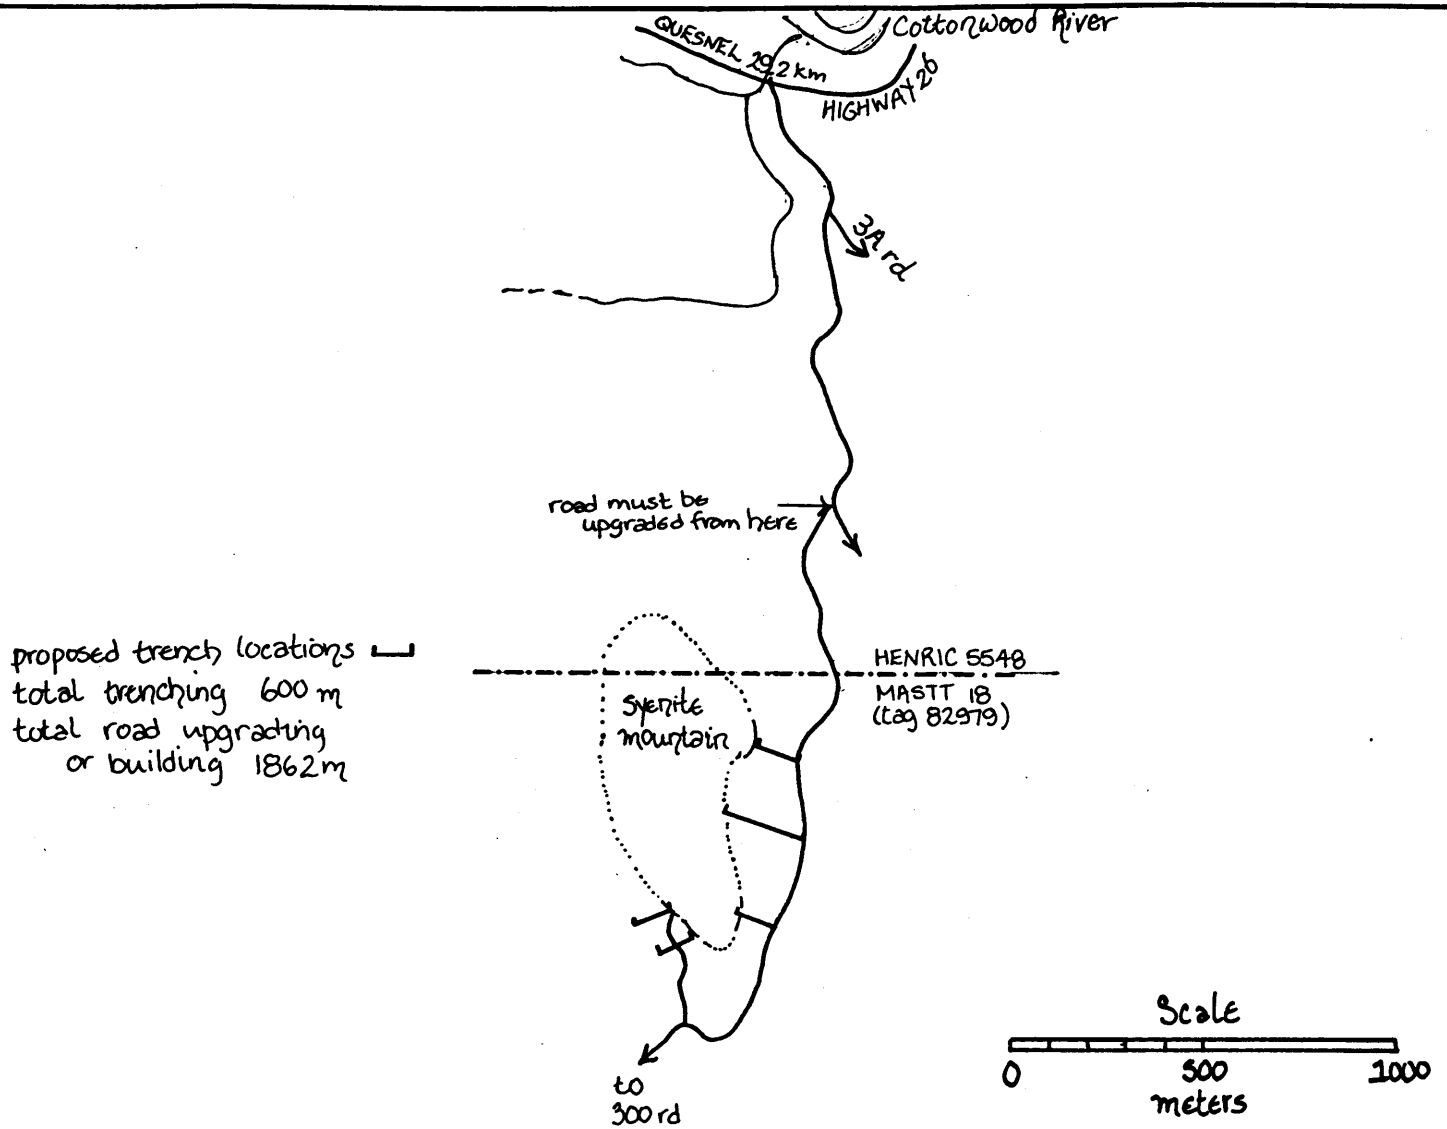 Cottonwood River
QUESNEL 29.2 km
HIGHWAY 26
3A rd
road must be
upgraded from here
proposed trench locations
total trenching 600 m
total road upgrading
or building 1862 m
HENRIC 5548
MASTT 18
(tag 82979)
Syenite
mountain
to
300 rd
Scale
0 500 1000
meters